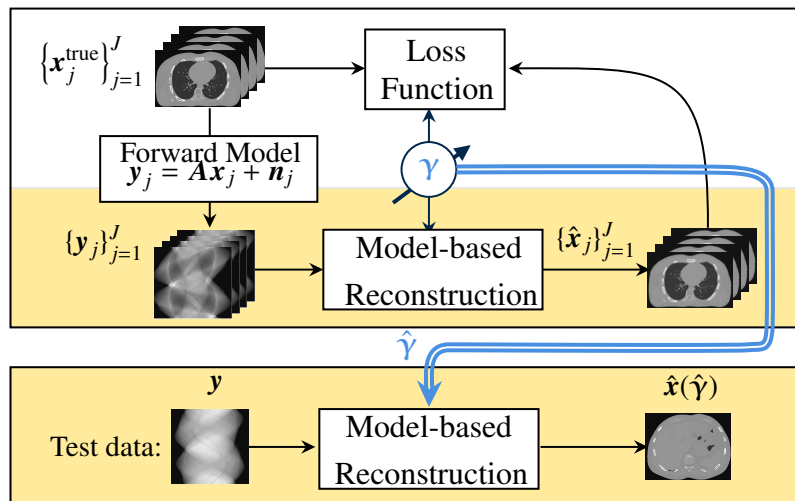 {x_j^true}_{j=1}^J
Loss
Function
Forward Model
y_j = Ax_j + n_j
γ
{y_j}_{j=1}^J
Model-based
Reconstruction
{x̂_j}_{j=1}^J
γ̂
y
x̂(γ̂)
Test data:
Model-based
Reconstruction